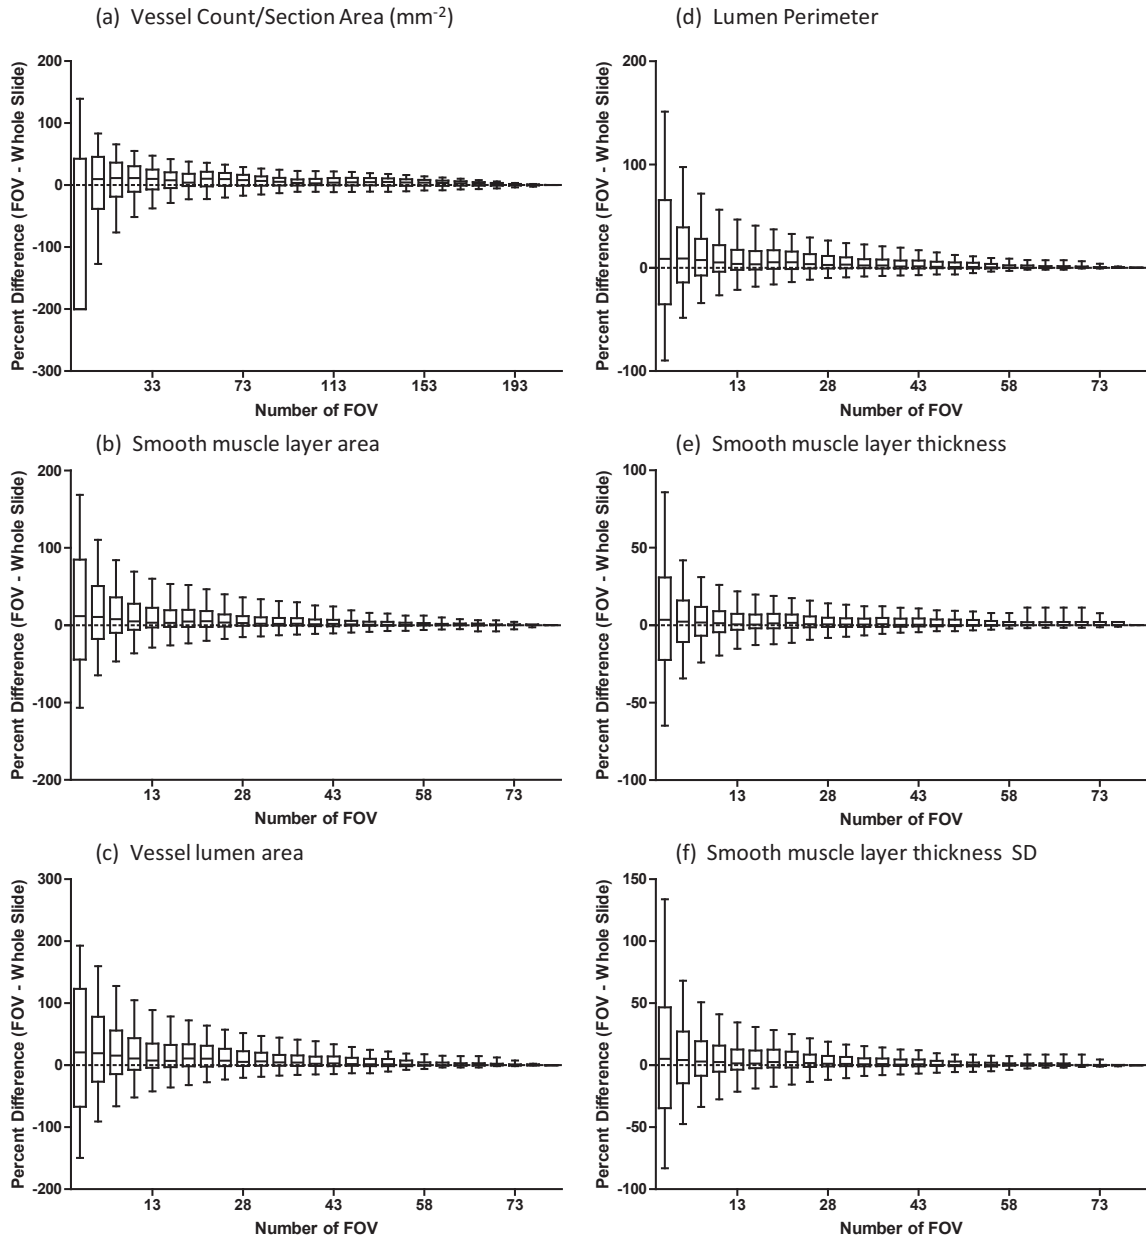 (a) Vessel Count/Section Area (mm-2)
Percent Difference (FOV - Whole Slide)
200
100
0
-100
-200
-300
33 73 113 153 193
Number of FOV
(b) Smooth muscle layer area
Percent Difference (FOV - Whole Slide)
200
100
0
-100
-200
13 28 43 58 73
Number of FOV
(c) Vessel lumen area
Percent Difference (FOV - Whole Slide)
300
200
100
0
-100
-200
13 28 43 58 73
Number of FOV
(d) Lumen Perimeter
Percent Difference (FOV - Whole Slide)
200
100
0
-100
13 28 43 58 73
Number of FOV
(e) Smooth muscle layer thickness
Percent Difference (FOV - Whole Slide)
100
50
0
-50
-100
13 28 43 58 73
Number of FOV
(f) Smooth muscle layer thickness SD
Percent Difference (FOV - Whole Slide)
150
100
50
0
-50
-100
13 28 43 58 73
Number of FOV